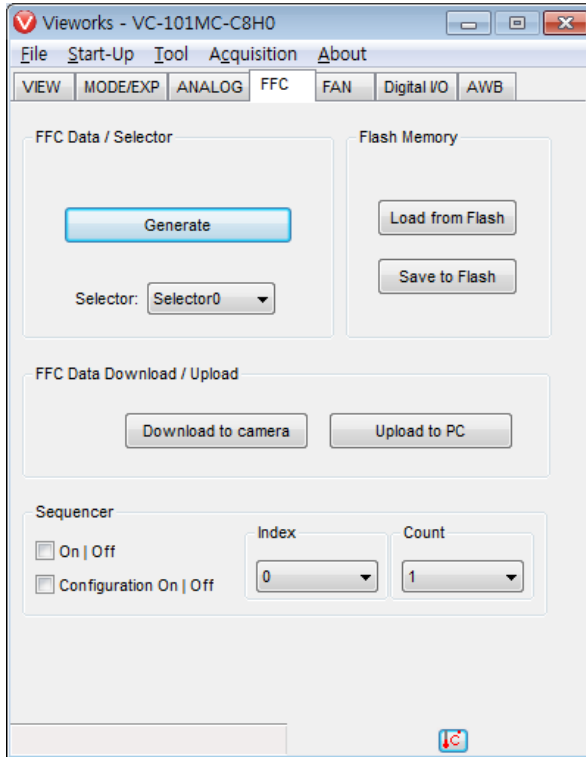 Vieworks - VC-101MC-C8H0
File Start-Up Tool Acquisition About
VIEW MODE/EXP ANALOG FFC FAN Digital I/O AWB
FFC Data / Selector
Generate
Selector: Selector0
Flash Memory
Load from Flash
Save to Flash
FFC Data Download / Upload
Download to camera Upload to PC
Sequencer
On | Off
Configuration On | Off
Index
0
Count
1
C